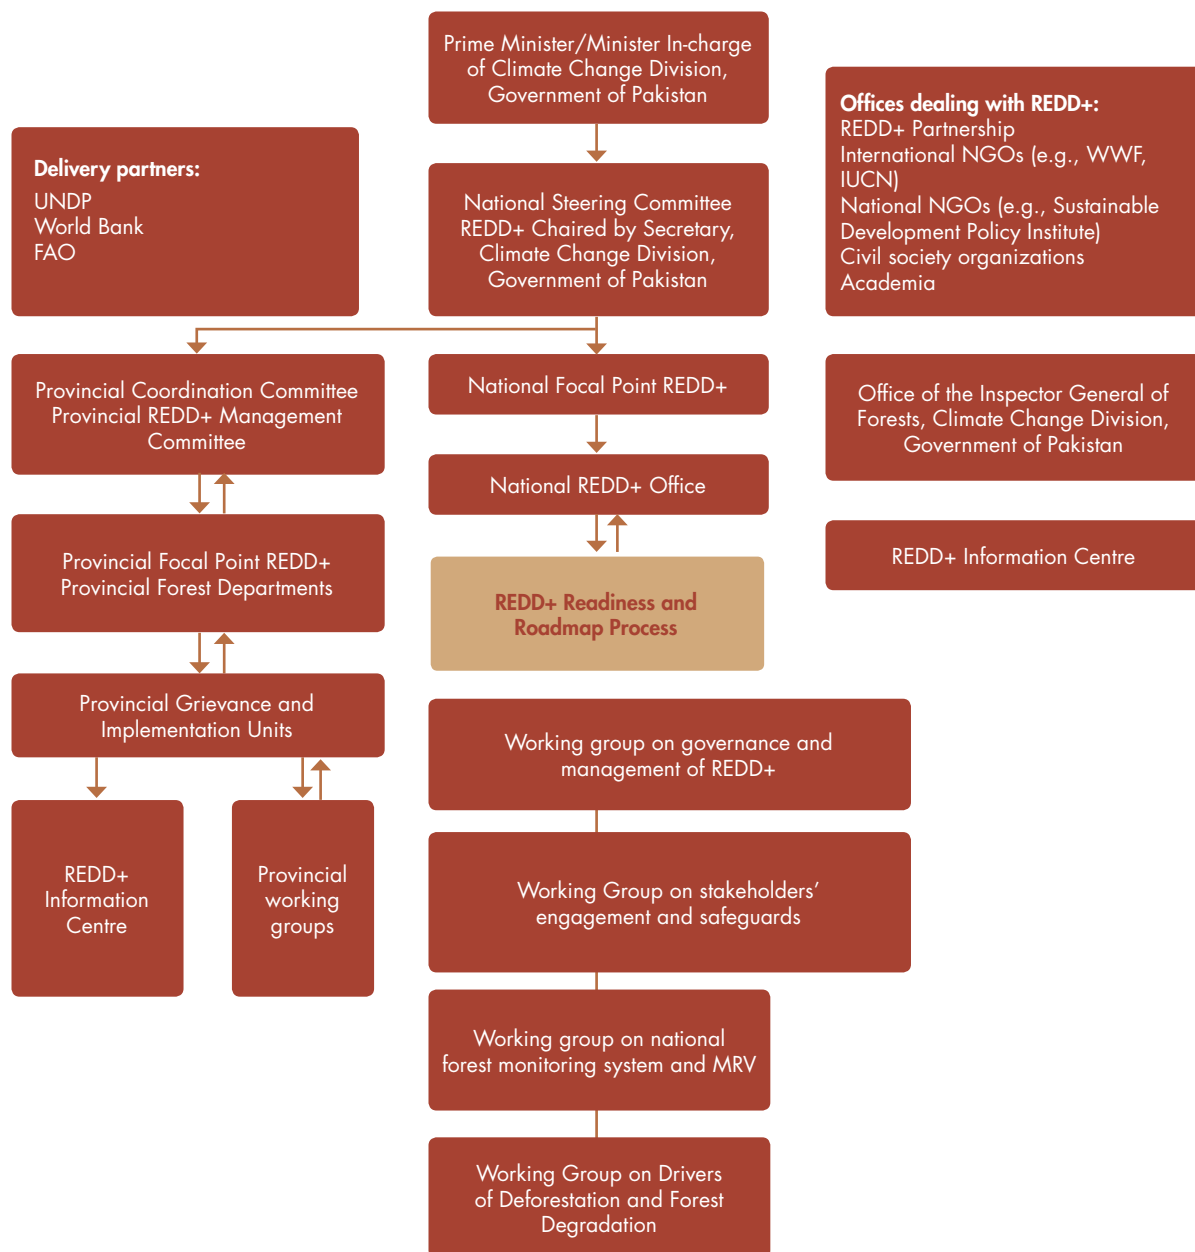 Prime Minister/Minister In-charge
of Climate Change Division,
Government of Pakistan
Delivery partners:
UNDP
World Bank
FAO
National Steering Committee
REDD+ Chaired by Secretary,
Climate Change Division,
Government of Pakistan
Offices dealing with REDD+:
REDD+ Partnership
International NGOs (e.g., WWF,
IUCN)
National NGOs (e.g., Sustainable
Development Policy Institute)
Civil society organizations
Academia
Provincial Coordination Committee
Provincial REDD+ Management
Committee
National Focal Point REDD+
Office of the Inspector General of
Forests, Climate Change Division,
Government of Pakistan
National REDD+ Office
Provincial Focal Point REDD+
Provincial Forest Departments
REDD+ Readiness and
Roadmap Process
REDD+ Information Centre
Provincial Grievance and
Implementation Units
Working group on governance and
management of REDD+
REDD+
Information
Centre
Provincial
working
groups
Working Group on stakeholders’
engagement and safeguards
Working group on national
forest monitoring system and MRV
Working Group on Drivers
of Deforestation and Forest
Degradation